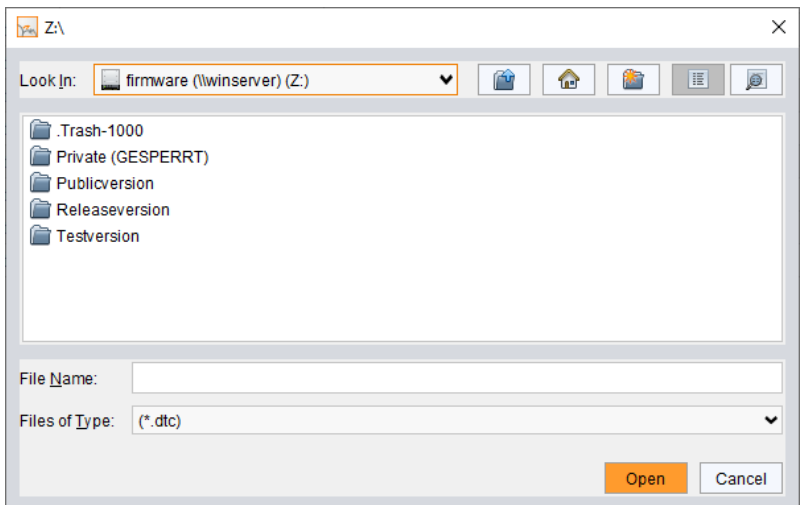 Z:\
Look In: firmware (\\winserver) (Z:)
.Trash-1000
Private (GESPERRT)
Publicversion
Releaseversion
Testversion
File Name:
Files of Type: (*.dtc)
Open Cancel